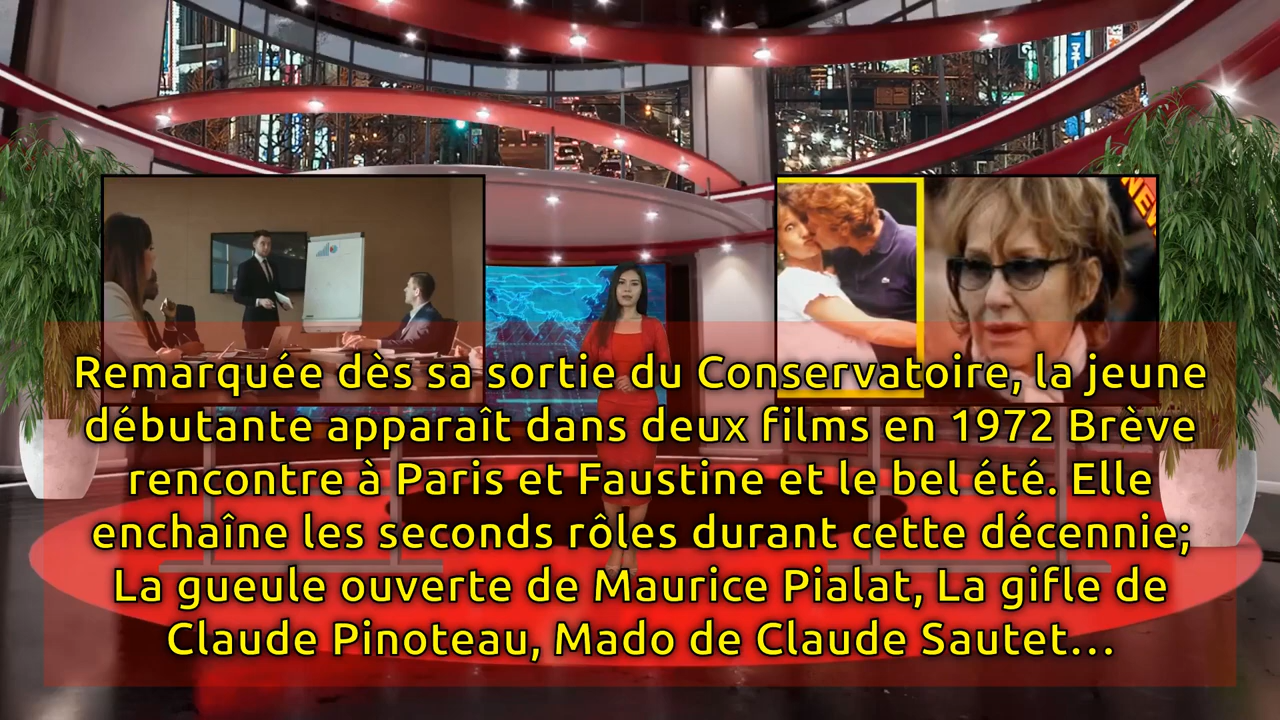 NEW
Remarquée dès sa sortie du Conservatoire, la jeune
débutante apparaît dans deux films en 1972 Brève
rencontre à Paris et Faustine et le bel été. Elle
enchaîne les seconds rôles durant cette décennie;
La gueule ouverte de Maurice Pialat, La gifle de
Claude Pinoteau, Mado de Claude Sautet...